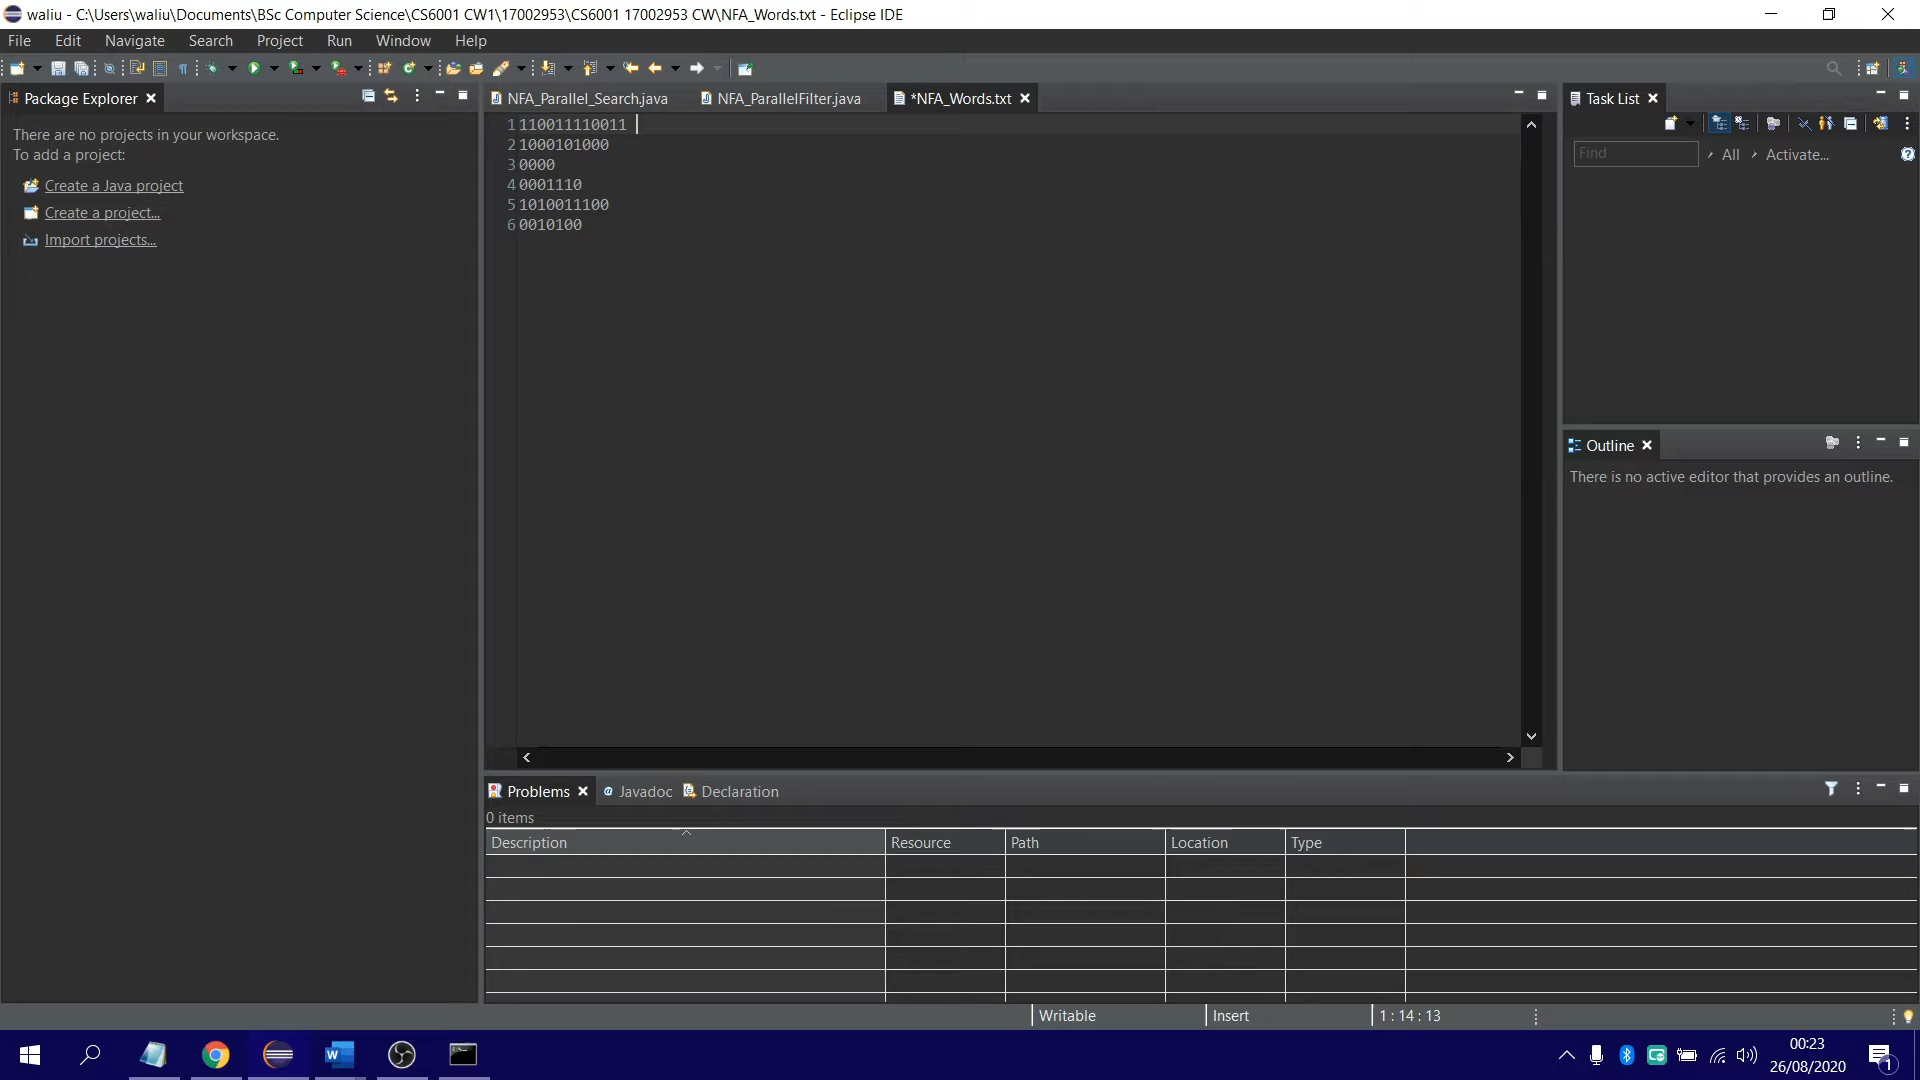 waliu - C:\Users\waliu\Documents\BSc Computer Science\CS6001 CW1\17002953\CS6001 17002953 CW\NFA_Words.txt - Eclipse IDE
File Edit Navigate Search Project Run Window Help
Package Explorer
There are no projects in your workspace.
To add a project:
Create a Java project
Create a project...
Import projects...
NFA_Parallel_Search.java NFA_ParallelFilter.java *NFA_Words.txt
1 110011110011
2 1000101000
3 0000
4 0001110
5 1010011100
6 0010100
Task List
Find All Activate...
Outline
There is no active editor that provides an outline.
Problems Javadoc Declaration
0 items
Description Resource Path Location Type
Writable Insert 1 : 14 : 13
00:23
26/08/2020
1